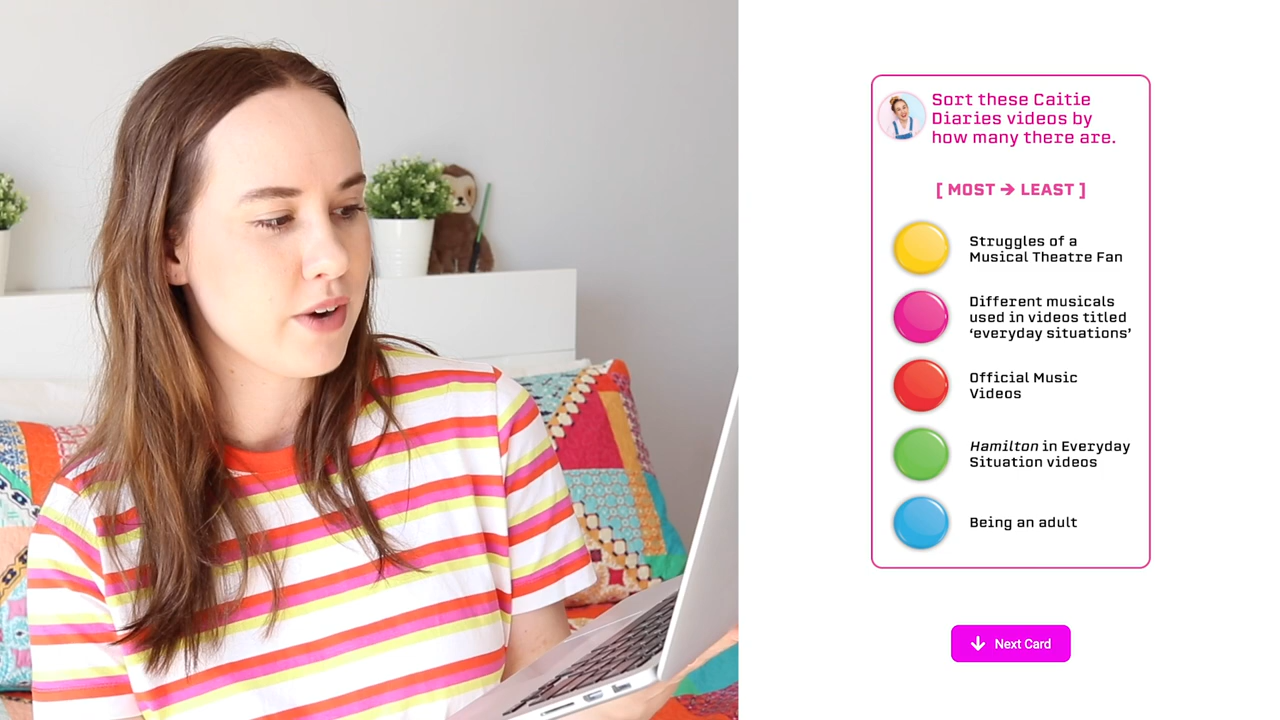 Sort these Caitie
Diaries videos by
how many there are.
[ MOST → LEAST ]
Struggles of a
Musical Theatre Fan
Different musicals
used in videos titled
‘everyday situations’
Official Music
Videos
Hamilton in Everyday
Situation videos
Being an adult
Next Card